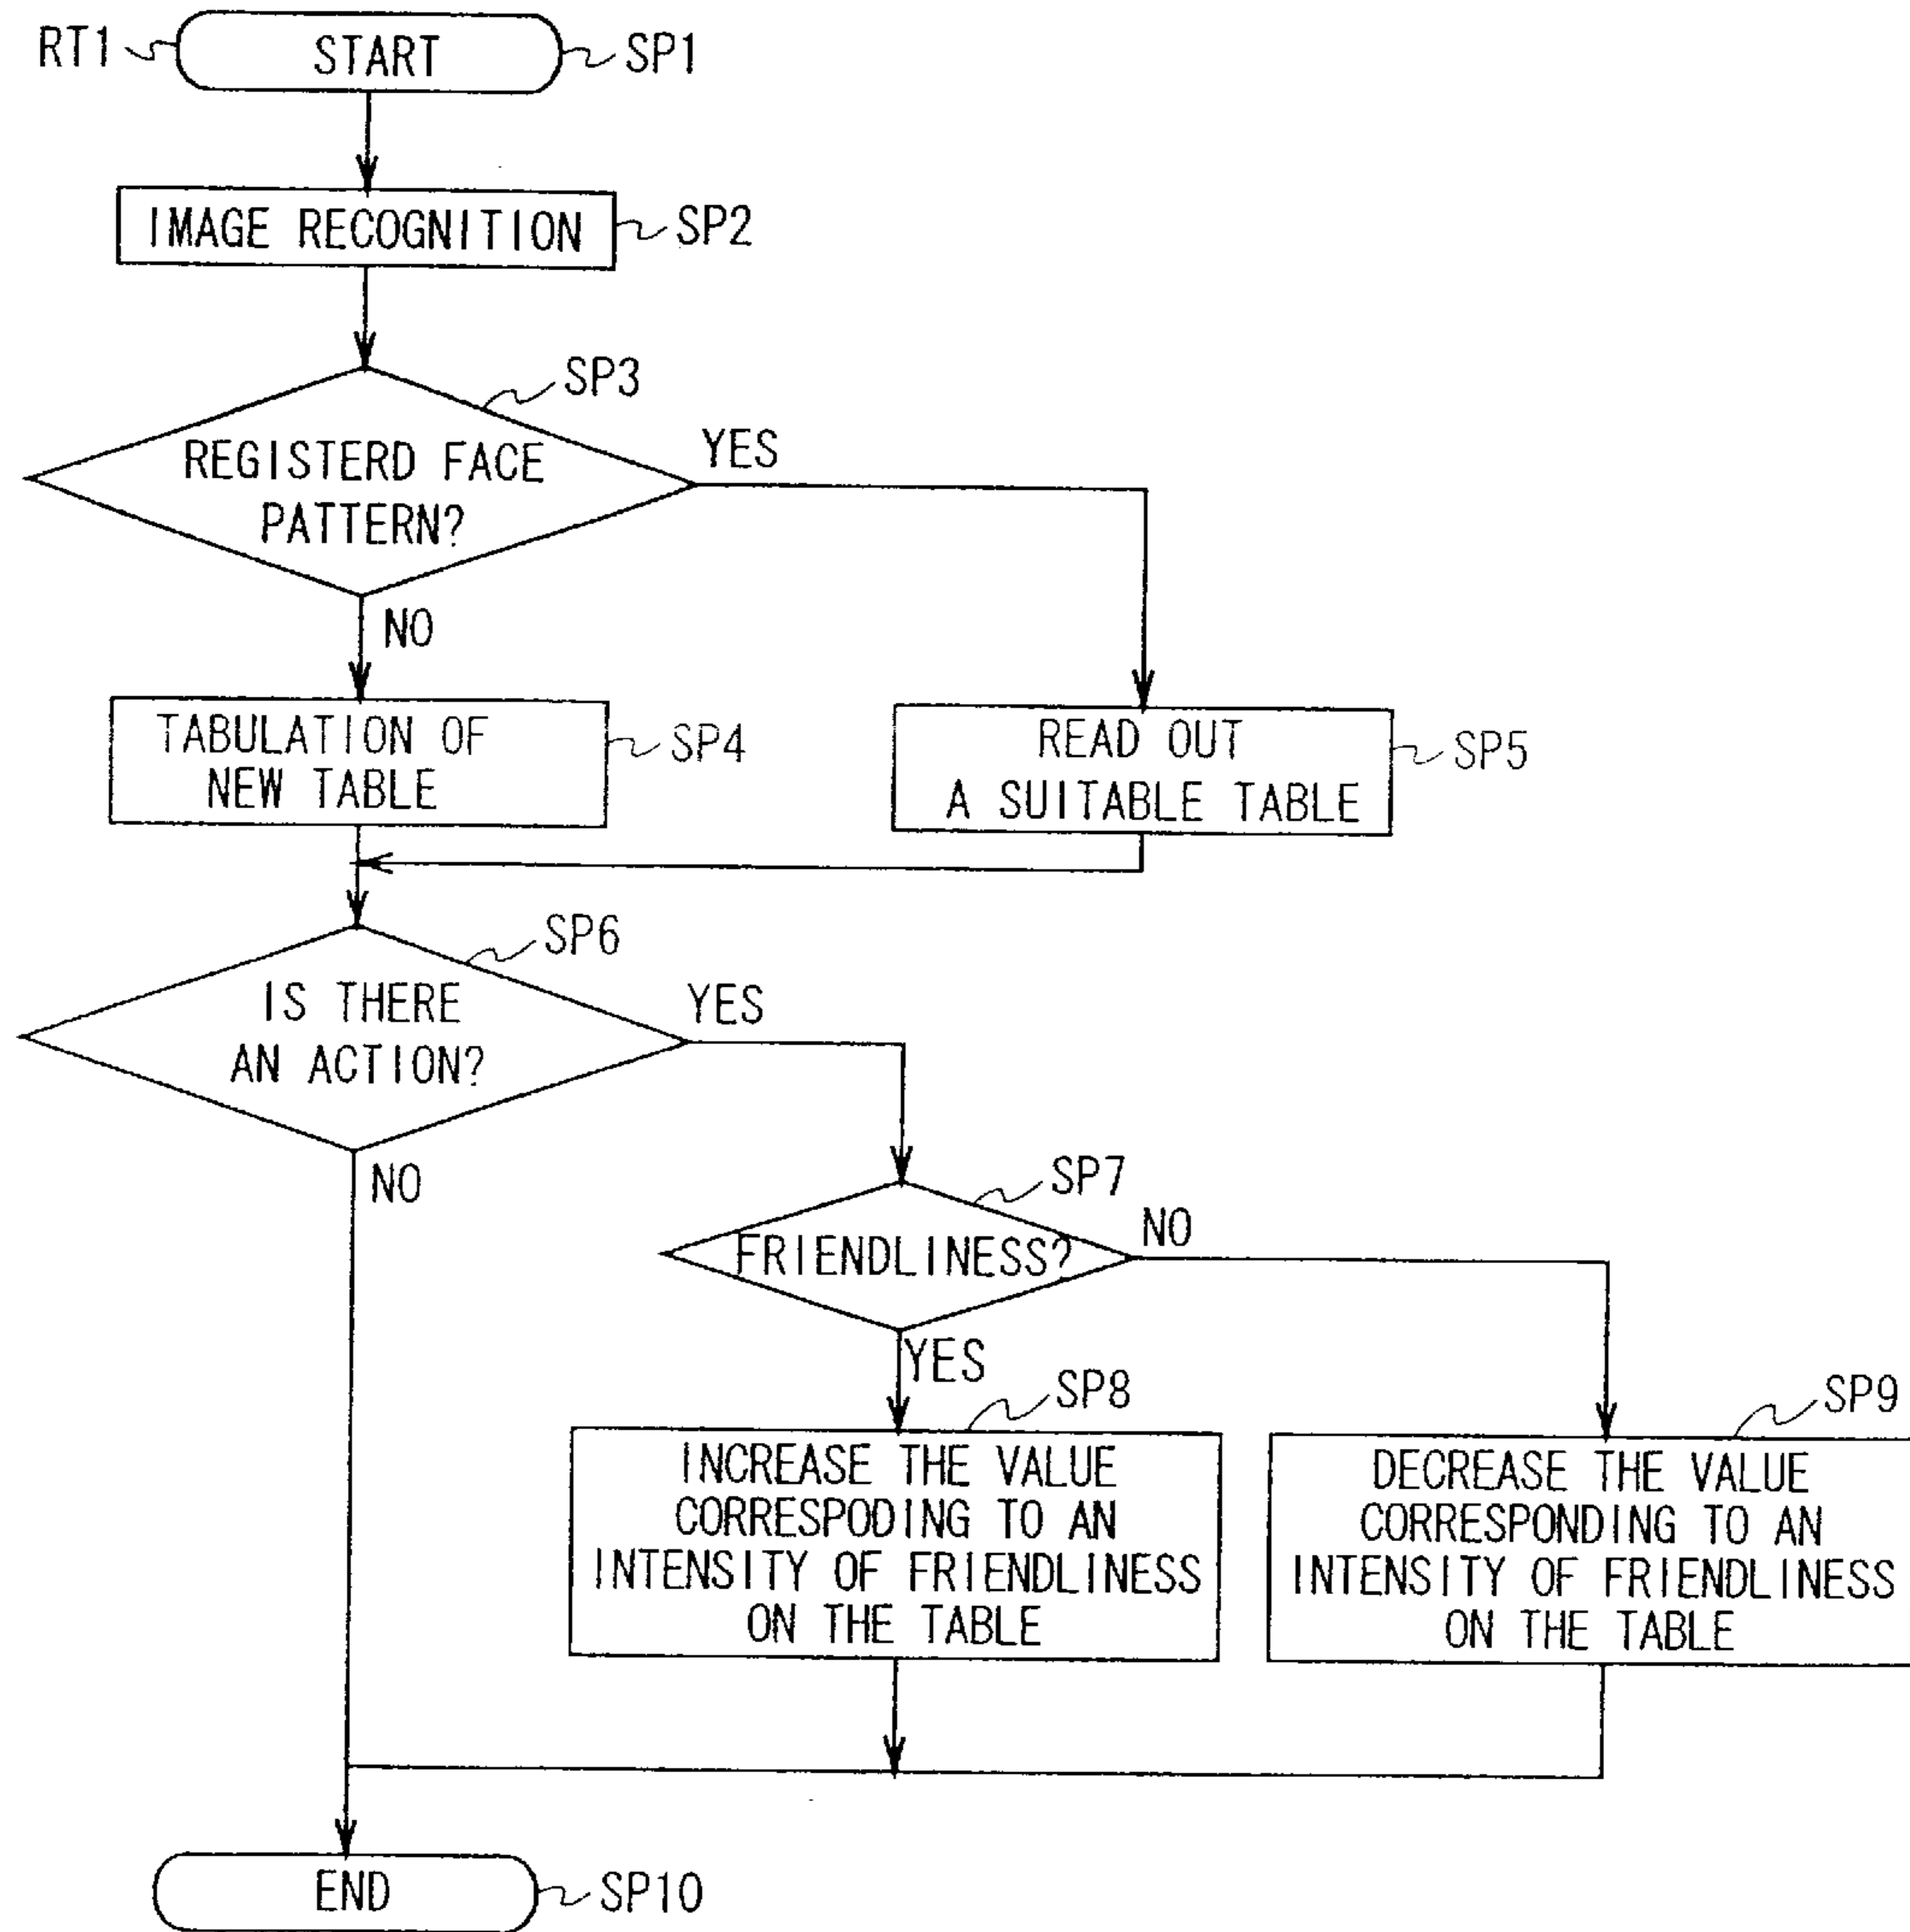 RT1
START
SP1
IMAGE RECOGNITION
SP2
SP3
REGISTERD FACE
PATTERN?
YES
NO
TABULATION OF
NEW TABLE
SP4
READ OUT
A SUITABLE TABLE
SP5
SP6
IS THERE
AN ACTION?
YES
NO
SP7
FRIENDLINESS?
NO
YES
SP8
INCREASE THE VALUE
CORRESPODING TO AN
INTENSITY OF FRIENDLINESS
ON THE TABLE
SP9
DECREASE THE VALUE
CORRESPONDING TO AN
INTENSITY OF FRIENDLINESS
ON THE TABLE
END
SP10